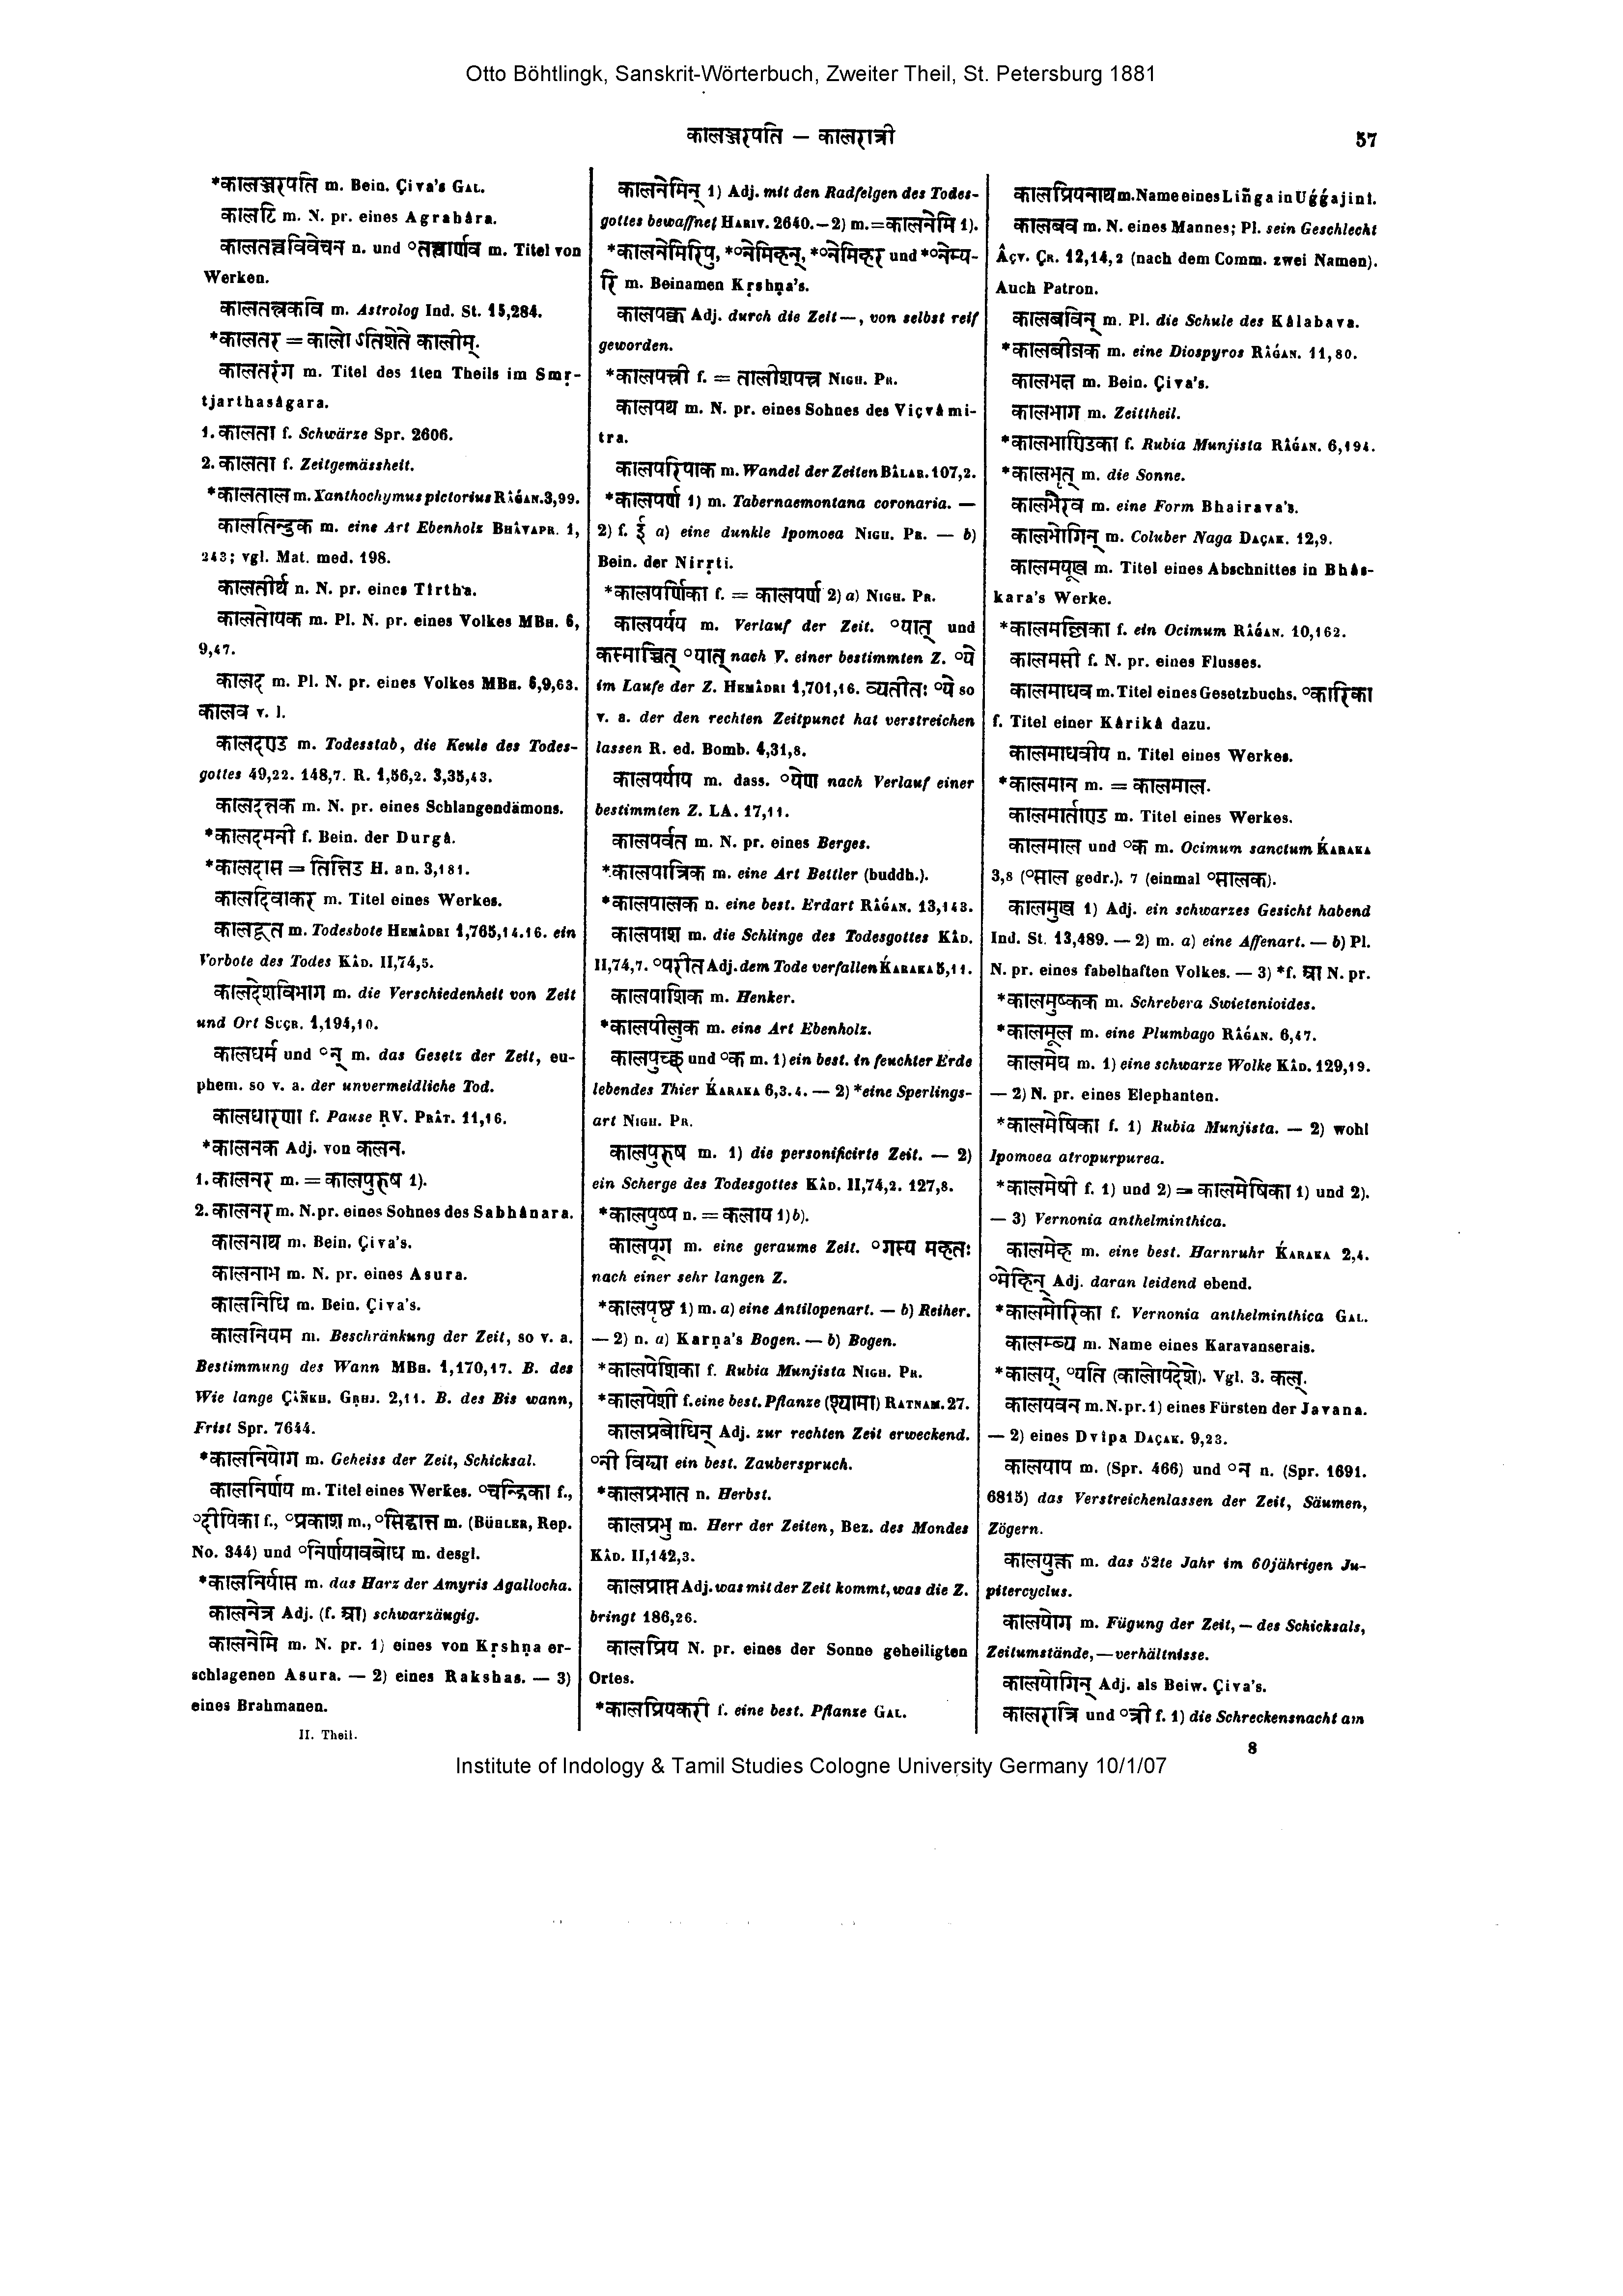 Otto Böhtlingk, Sanskrit-Wörterbuch, Zweiter Theil, St. Petersburg 1881
कालञ्जरपति — कालरात्री
57
*कालञ्जरपति m. Bein. Çiva's GAL.
कालटि m. N. pr. eines Agrahâra.
कालतत्त्वविवेचन n. und °तत्त्वार्णव m. Titel von
Werken.
कालतन्त्रकवि m. Astrolog Ind. St. 15,284.
*कालतर = कालो ऽतिशेते कालीम्.
कालतरंग m. Titel des 1ten Theils im Smṛ-
tjarthasâgara.
1. कालता f. Schwärze Spr. 2606.
2. कालता f. Zeitgemässheit.
*कालताल m. Xanthochymus pictorius RÂǴAN. 3,99.
कालतिन्दुक m. eine Art Ebenholz BHÂVAPR. 1,
243; vgl. Mat. med. 198.
कालतीर्थ n. N. pr. eines Tîrtha.
कालतोयक m. Pl. N. pr. eines Volkes MBH. 6,
9,47.
कालद m. Pl. N. pr. eines Volkes MBH. 6,9,63.
कालव v. l.
कालदण्ड m. Todesstab, die Keule des Todes-
gottes 49,22. 148,7. R. 1,56,2. 3,35,43.
कालदत्तक m. N. pr. eines Schlangendämons.
*कालदमनी f. Bein. der Durgâ.
*कालदास = तित्तिड H. an. 3,181.
कालदिवाकर m. Titel eines Werkes.
कालदूत m. Todesbote HEMÂDRI 1,765,14.16. ein
Vorbote des Todes KÂD. II,74,5.
कालदेशविभाग m. die Verschiedenheit von Zeit
und Ort SUÇR. 1,194,10.
कालधर्म und °न् m. das Gesetz der Zeit, eu-
phem. so v. a. der unvermeidliche Tod.
कालधारणा f. Pause ṚV. PRÂT. 11,16.
*कालनक Adj. von कलन.
1. कालनर m. = कालपुरुष 1).
2. कालनर m. N. pr. eines Sohnes des Sabhânara.
कालनाथ m. Bein. Çiva's.
कालनाभ m. N. pr. eines Asura.
कालनिधि m. Bein. Çiva's.
कालनियम m. Beschränkung der Zeit, so v. a.
Bestimmung des Wann MBH. 1,170,17. B. des
Wie lange ÇÂÑKH. GṚHJ. 2,11. B. des Bis wann,
Frist Spr. 7644.
*कालनियोग m. Geheiss der Zeit, Schicksal.
कालनिर्णय m. Titel eines Werkes. °चन्द्रिका f.,
°दीपिका f., °प्रकाश m., °सिद्धान्त m. (BÜHLER, Rep.
No. 344) und °निर्णयावबोध m. desgl.
*कालनिर्यास m. das Harz der Amyris Agallocha.
कालनेत्र Adj. (f. आ) schwarzäugig.
कालनेमि m. N. pr. 1) eines von Kṛshṇa er-
schlagenen Asura. — 2) eines Rakshas. — 3)
eines Brahmanen.
II. Theil.
कालनेमिन् 1) Adj. mit den Radfelgen des Todes-
gottes bewaffnet HARIV. 2640. — 2) m. = कालनेमि 1).
*कालनेमिरिपु, *°नेमिहन्, *°नेमिहर und *°नेम्य-
रि m. Beinamen Kṛshṇa's.
कालपक्व Adj. durch die Zeit —, von selbst reif
geworden.
*कालपत्त्री f. = तालीशपत्त्र NIGH. PR.
कालपथ m. N. pr. eines Sohnes des Viçvâmi-
tra.
कालपरिपाक m. Wandel der Zeiten BÂLAR. 107,2.
*कालपर्ण 1) m. Tabernaemontana coronaria. —
2) f. ई a) eine dunkle Ipomoea NIGH. PR. — b)
Bein. der Nirṛti.
*कालपर्णिका f. = कालपर्ण 2) a) NIGH. PR.
कालपर्यय m. Verlauf der Zeit. °यात् und
कस्माच्चित् °यात् nach V. einer bestimmten Z. °ये
im Laufe der Z. HEMÂDRI 1,701,16. व्यतीतः °ये so
v. a. der den rechten Zeitpunct hat verstreichen
lassen R. ed. Bomb. 4,31,8.
कालपर्याय m. dass. °येण nach Verlauf einer
bestimmten Z. LA. 17,11.
कालपर्वत m. N. pr. eines Berges.
*कालपात्रिक m. eine Art Bettler (buddh.).
*कालपालक n. eine best. Erdart RÂǴAN. 13,143.
कालपाश m. die Schlinge des Todesgottes KÂD.
II,74,7. °परीत Adj. dem Tode verfallen ḰARAKA 5,11.
कालपाशिक m. Henker.
*कालपीलुक m. eine Art Ebenholz.
कालपुच्छ und °क m. 1) ein best. in feuchter Erde
lebendes Thier ḰARAKA 6,3.4. — 2) *eine Sperlings-
art NIGH. PR.
कालपुरुष m. 1) die personificirte Zeit. — 2)
ein Scherge des Todesgottes KÂD. II,74,2. 127,8.
*कालपुष्प n. = कलाय 1) b).
कालपूग m. eine geraume Zeit. °गस्य महतः
nach einer sehr langen Z.
*कालपृष्ठ 1) m. a) eine Antilopenart. — b) Reiher.
— 2) n. a) Karṇa's Bogen. — b) Bogen.
*कालपेशिका f. Rubia Munjista NIGH. PR.
*कालपेशी f. eine best. Pflanze (श्यामा) RATNAM. 27.
कालप्रबोधिन् Adj. zur rechten Zeit erweckend.
°नी विद्या ein best. Zauberspruch.
*कालप्रभात n. Herbst.
कालप्रभु m. Herr der Zeiten, Bez. des Mondes
KÂD. II,142,3.
कालप्राप्त Adj. was mit der Zeit kommt, was die Z.
bringt 186,26.
कालप्रिय N. pr. eines der Sonne geheiligten
Ortes.
*कालप्रियकरी f. eine best. Pflanze GAL.
कालप्रियनाथ m. Name eines Liñga in Uǵǵajinî.
कालबव m. N. eines Mannes; Pl. sein Geschlecht
ÂÇV. ÇR. 12,14,2 (nach dem Comm. zwei Namen).
Auch Patron.
कालबविन् m. Pl. die Schule des Kâlabava.
*कालबीजक m. eine Diospyros RÂǴAN. 11,80.
कालभक्ष m. Bein. Çiva's.
कालभाग m. Zeittheil.
*कालभाण्डिका f. Rubia Munjista RÂǴAN. 6,194.
*कालभृत् m. die Sonne.
कालभैरव m. eine Form Bhairava's.
कालभोगिन् m. Coluber Naga DAÇAK. 12,9.
कालमयूख m. Titel eines Abschnittes in Bhâs-
kara's Werke.
*कालमल्लिका f. ein Ocimum RÂǴAN. 10,162.
कालमसी f. N. pr. eines Flusses.
कालमाधव m. Titel eines Gesetzbuchs. °कारिका
f. Titel einer Kârikâ dazu.
कालमाधवीय n. Titel eines Werkes.
*कालमान m. = कालमाल.
कालमार्ताण्ड m. Titel eines Werkes.
कालमाल und °क m. Ocimum sanctum ḰARAKA
3,8 (°माल gedr.). 7 (einmal °मालक).
कालमुख 1) Adj. ein schwarzes Gesicht habend
Ind. St. 13,489. — 2) m. a) eine Affenart. — b) Pl.
N. pr. eines fabelhaften Volkes. — 3) *f. आ N. pr.
*कालमुष्कक m. Schrebera Swietenioides.
*कालमूल m. eine Plumbago RÂǴAN. 6,47.
कालमेघ m. 1) eine schwarze Wolke KÂD. 129,19.
— 2) N. pr. eines Elephanten.
*कालमेषिका f. 1) Rubia Munjista. — 2) wohl
Ipomoea atropurpurea.
*कालमेषी f. 1) und 2) = कालमेषिका 1) und 2).
— 3) Vernonia anthelminthica.
कालमेह m. eine best. Harnruhr ḰARAKA 2,4.
°मेहिन् Adj. daran leidend ebend.
*कालमोरिका f. Vernonia anthelminthica GAL.
कालम्ब्य m. Name eines Karavanserais.
*कालय्, °यति (कालोपदेशे). Vgl. 3. कल्.
कालयवन m. N. pr. 1) eines Fürsten der Javana.
— 2) eines Dvîpa DAÇAK. 9,23.
कालयाप m. (Spr. 466) und °न n. (Spr. 1691.
6815) das Verstreichenlassen der Zeit, Säumen,
Zögern.
कालयुक्त m. das 52te Jahr im 60jährigen Ju-
pitercyclus.
कालयोग m. Fügung der Zeit, — des Schicksals,
Zeitumstände, — verhältnisse.
कालयोगिन् Adj. als Beiw. Çiva's.
कालरात्रि und °त्री f. 1) die Schreckensnacht am
8
Institute of Indology & Tamil Studies Cologne University Germany 10/1/07